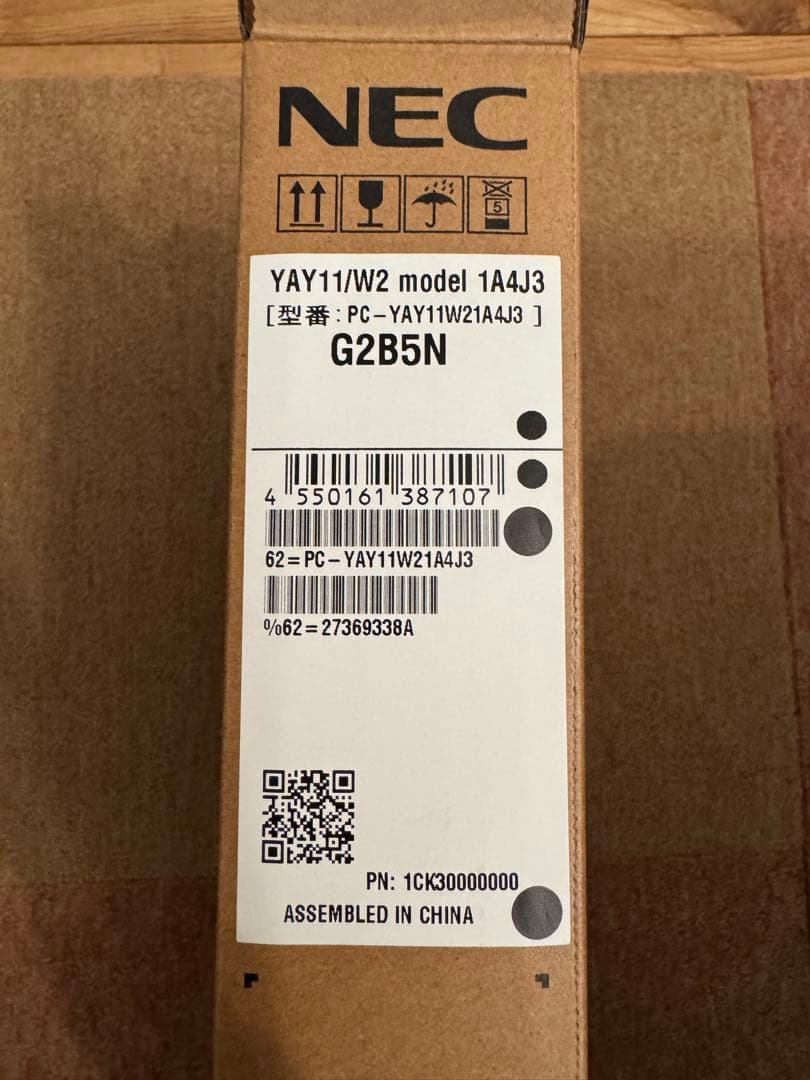 NEC
5
YAY11/W2 model 1A4J3
[型番:PC-YAY11W21A4J3 ]
G2B5N
4 550161 387107
62=PC-YAY11W21A4J3
%62=27369338A
PN: 1CK30000000
ASSEMBLED IN CHINA